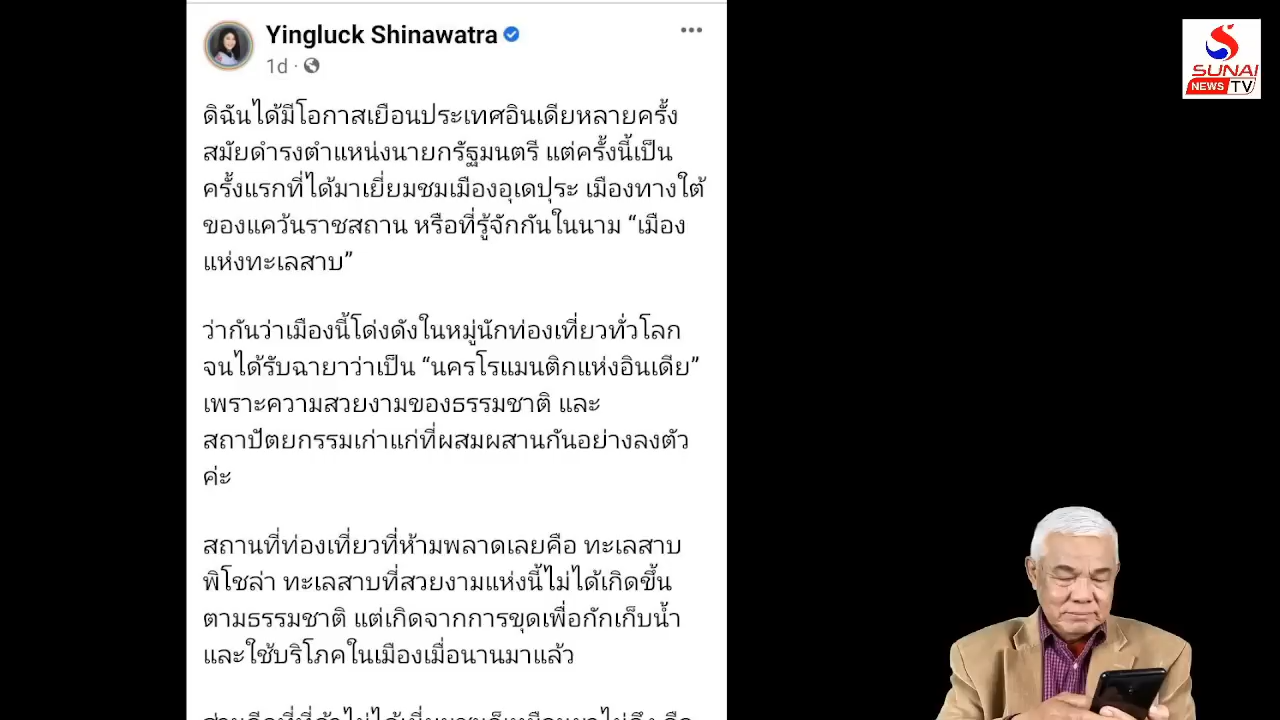 Yingluck Shinawatra
1d ·
SUNAI
NEWS TV
ดิฉันได้มีโอกาสเยือนประเทศอินเดียหลายครั้ง
สมัยดำรงตำแหน่งนายกรัฐมนตรี แต่ครั้งนี้เป็น
ครั้งแรกที่ได้มาเยี่ยมชมเมืองอุเดปุระ เมืองทางใต้
ของแคว้นราชสถาน หรือที่รู้จักกันในนาม “เมือง
แห่งทะเลสาบ”
ว่ากันว่าเมืองนี้โด่งดังในหมู่นักท่องเที่ยวทั่วโลก
จนได้รับฉายาว่าเป็น “นครโรแมนติกแห่งอินเดีย”
เพราะความสวยงามของธรรมชาติ และ
สถาปัตยกรรมเก่าแก่ที่ผสมผสานกันอย่างลงตัว
ค่ะ
สถานที่ท่องเที่ยวที่ห้ามพลาดเลยคือ ทะเลสาบ
พิโชล่า ทะเลสาบที่สวยงามแห่งนี้ไม่ได้เกิดขึ้น
ตามธรรมชาติ แต่เกิดจากการขุดเพื่อกักเก็บน้ำ
และใช้บริโภคในเมืองเมื่อนานมาแล้ว